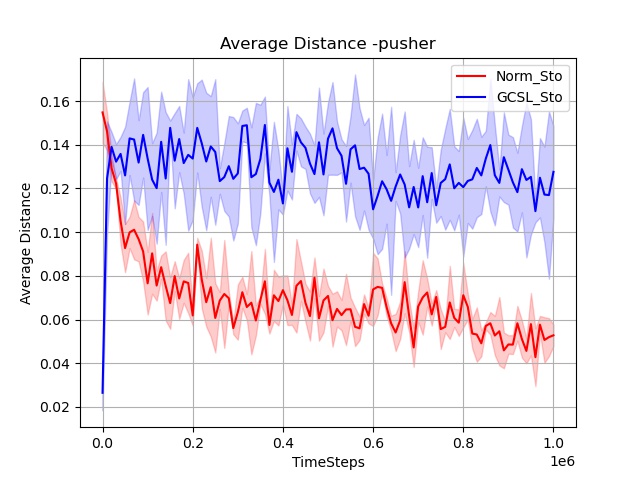 Average Distance -pusher
Norm_Sto
GCSL_Sto
Average Distance
0.16
0.14
0.12
0.10
0.08
0.06
0.04
0.02
0.0 0.2 0.4 0.6 0.8 1.0
1e6
TimeSteps